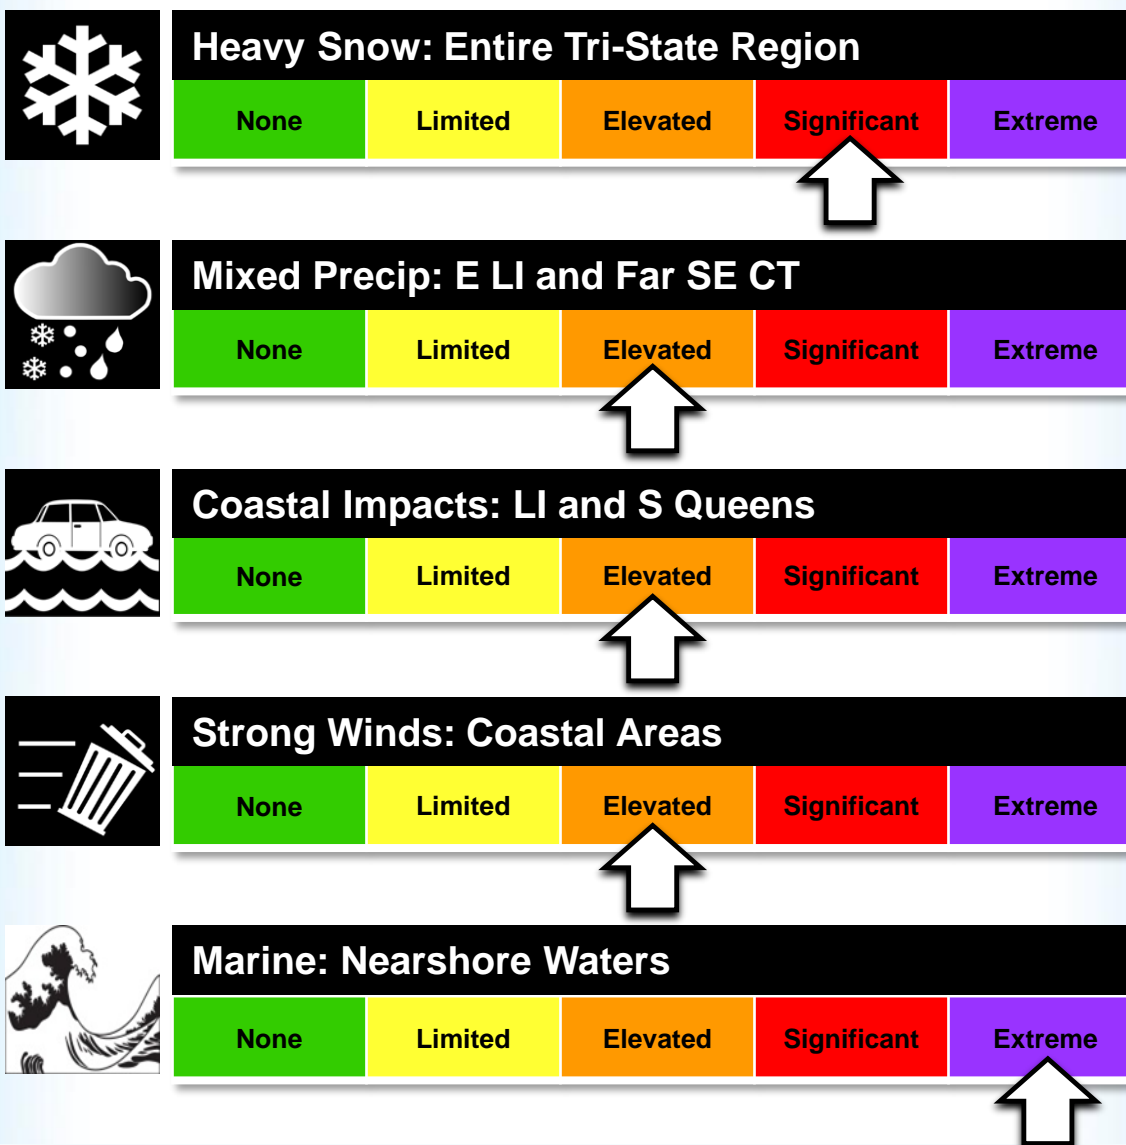 Heavy Snow: Entire Tri-State Region
None Limited Elevated Significant Extreme
Mixed Precip: E LI and Far SE CT
None Limited Elevated Significant Extreme
Coastal Impacts: LI and S Queens
None Limited Elevated Significant Extreme
Strong Winds: Coastal Areas
None Limited Elevated Significant Extreme
Marine: Nearshore Waters
None Limited Elevated Significant Extreme